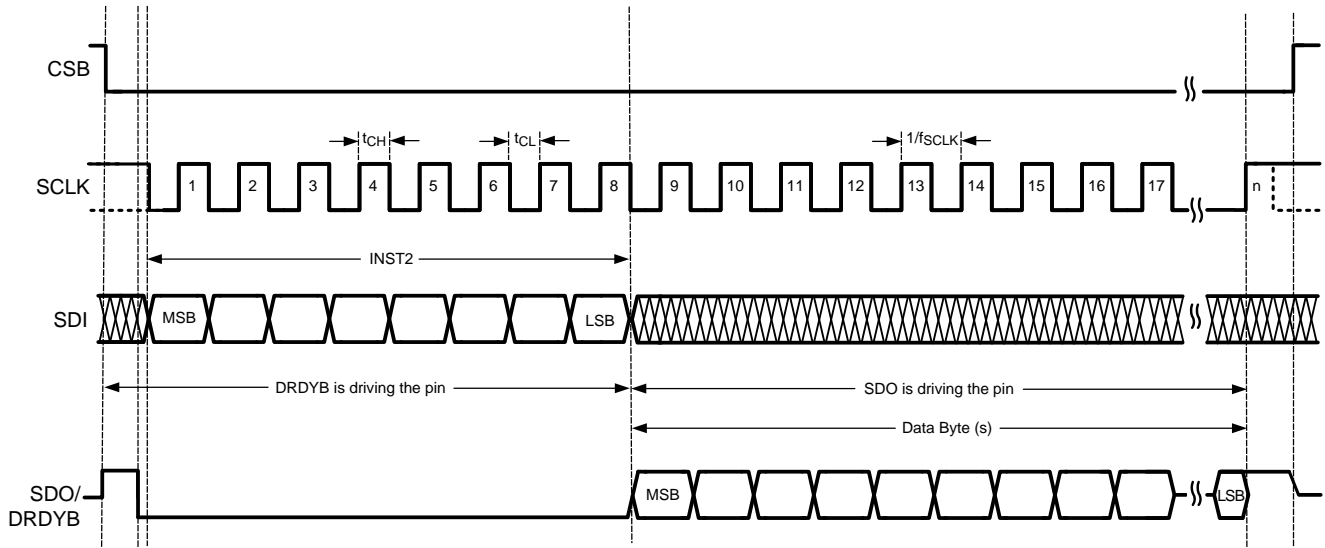 CSB
tCH
tCL
1/fSCLK
SCLK
1 2 3 4 5 6 7 8 9 10 11 12 13 14 15 16 17 n
INST2
SDI
MSB LSB
DRDYB is driving the pin
SDO is driving the pin
Data Byte (s)
SDO/
DRDYB
MSB LSB